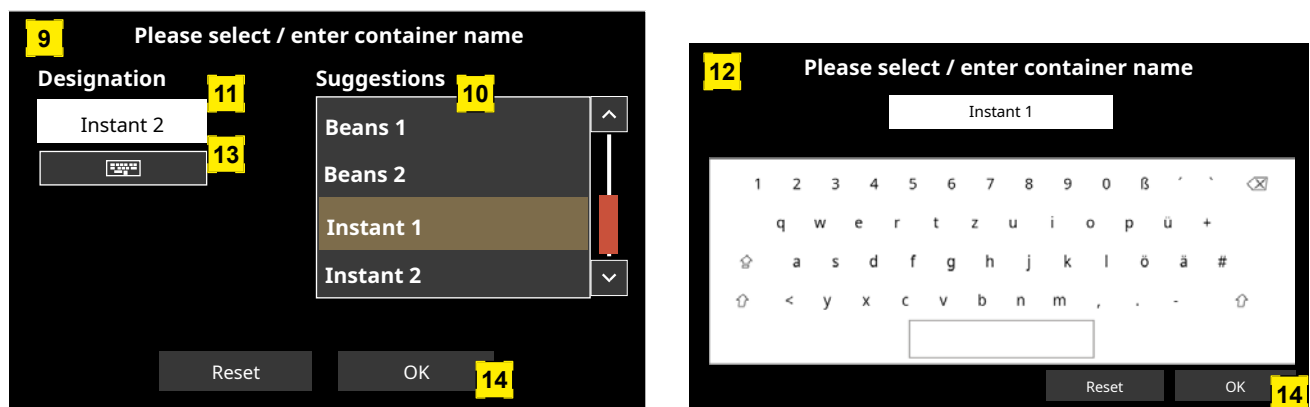 9
Please select / enter container name
Designation
11
Instant 2
13
Suggestions
10
Beans 1
Beans 2
Instant 1
Instant 2
Reset
OK
14
12
Please select / enter container name
Instant 1
1 2 3 4 5 6 7 8 9 0 ß ´ `
q w e r t z u i o p ü +
a s d f g h j k l ö ä #
< y x c v b n m , . -
Reset
OK
14